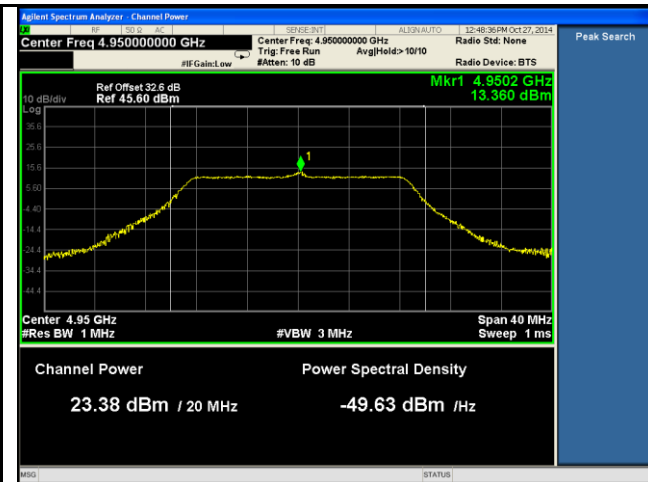 Agilent Spectrum Analyzer - Channel Power
RF 50 Ω AC SENSE:INT ALIGN AUTO 12:48:36 PM Oct 27, 2014
Center Freq 4.950000000 GHz
Center Freq: 4.950000000 GHz
Radio Std: None
Trig: Free Run Avg|Hold:> 10/10
#IFGain:Low #Atten: 10 dB Radio Device: BTS
Peak Search
Mkr1 4.9502 GHz
13.360 dBm
Ref Offset 32.6 dB
10 dB/div Ref 45.60 dBm
Log
35.6
25.6
15.6
5.60
-4.40
-14.4
-24.4
-34.4
-44.4
1
Center 4.95 GHz Span 40 MHz
#Res BW 1 MHz #VBW 3 MHz Sweep 1 ms
Channel Power Power Spectral Density
23.38 dBm / 20 MHz -49.63 dBm /Hz
MSG STATUS